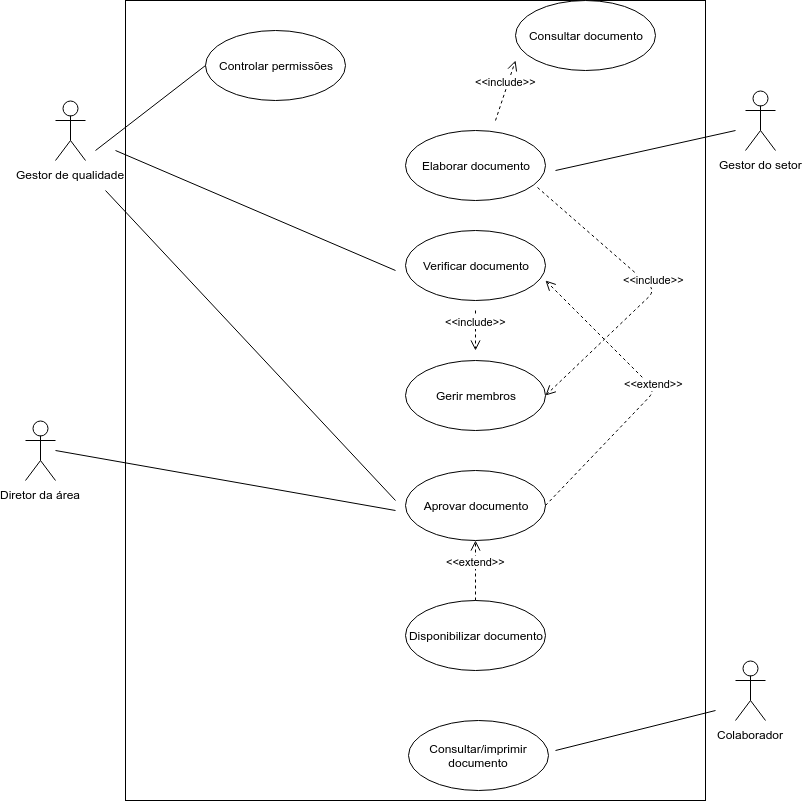 Consultar documento
Controlar permissões
<<include>>
Gestor de qualidade
Elaborar documento
Gestor do setor
Verificar documento
<<include>>
<<include>>
Gerir membros
<<extend>>
Diretor da área
Aprovar documento
<<extend>>
Disponibilizar documento
Colaborador
Consultar/imprimir
documento